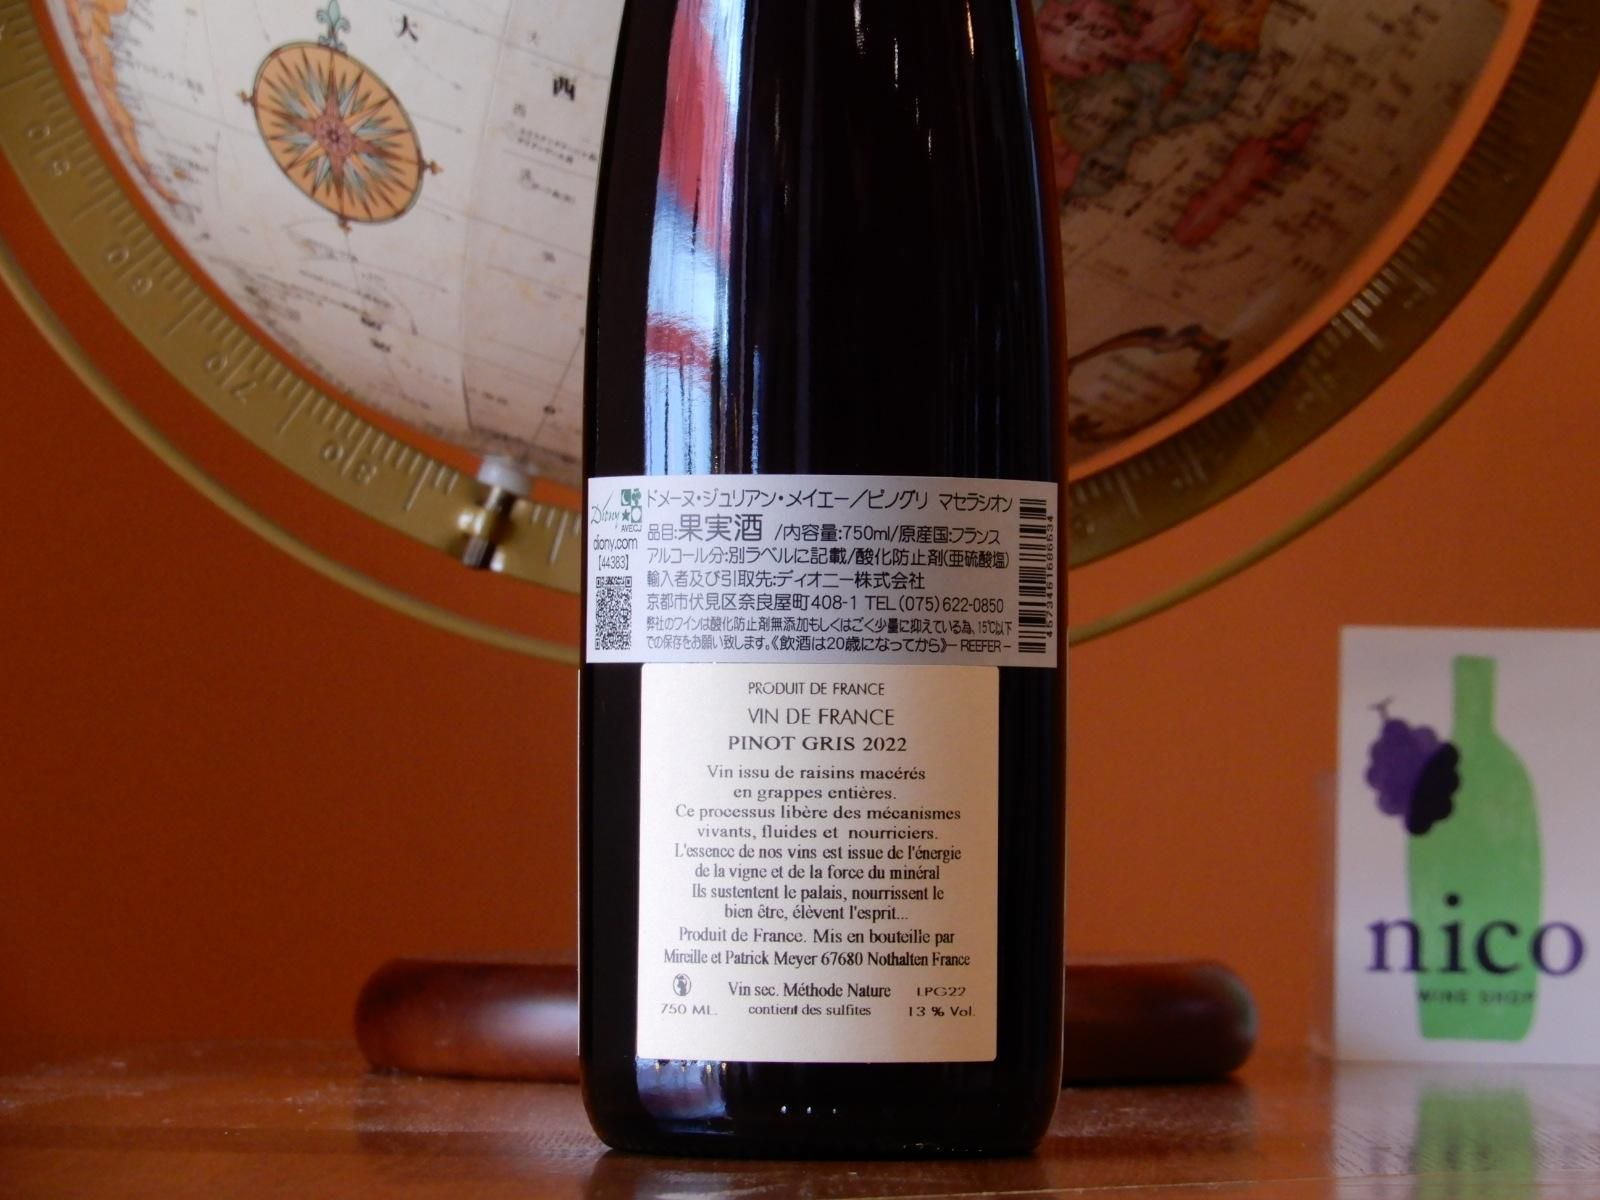 大
西
50
60
70
80
Diony
AVECJ
diony.com
[44383]
ドメーヌ・ジュリアン・メイエー/ピノグリ マセラシオン
品目:果実酒 /内容量:750ml/原産国:フランス
アルコール分:別ラベルに記載/酸化防止剤(亜硫酸塩)
輸入者及び引取先:ディオニー株式会社
京都市伏見区奈良屋町408-1 TEL(075)622-0850
弊社のワインは酸化防止剤無添加もしくはごく少量に抑えている為、15℃以下
での保存をお願い致します。《飲酒は20歳になってから》- REEFER -
4573461686634
PRODUIT DE FRANCE
VIN DE FRANCE
PINOT GRIS 2022
Vin issu de raisins macérés
en grappes entières.
Ce processus libère des mécanismes
vivants, fluides et nourriciers.
L'essence de nos vins est issue de l'énergie
de la vigne et de la force du minéral
Ils sustentent le palais, nourrissent le
bien être, élèvent l'esprit...
Produit de France. Mis en bouteille par
Mireille et Patrick Meyer 67680 Nothalten France
Vin sec. Méthode Nature LPG22
750 ML. contient des sulfites 13 % Vol.
nico
WINE SHOP